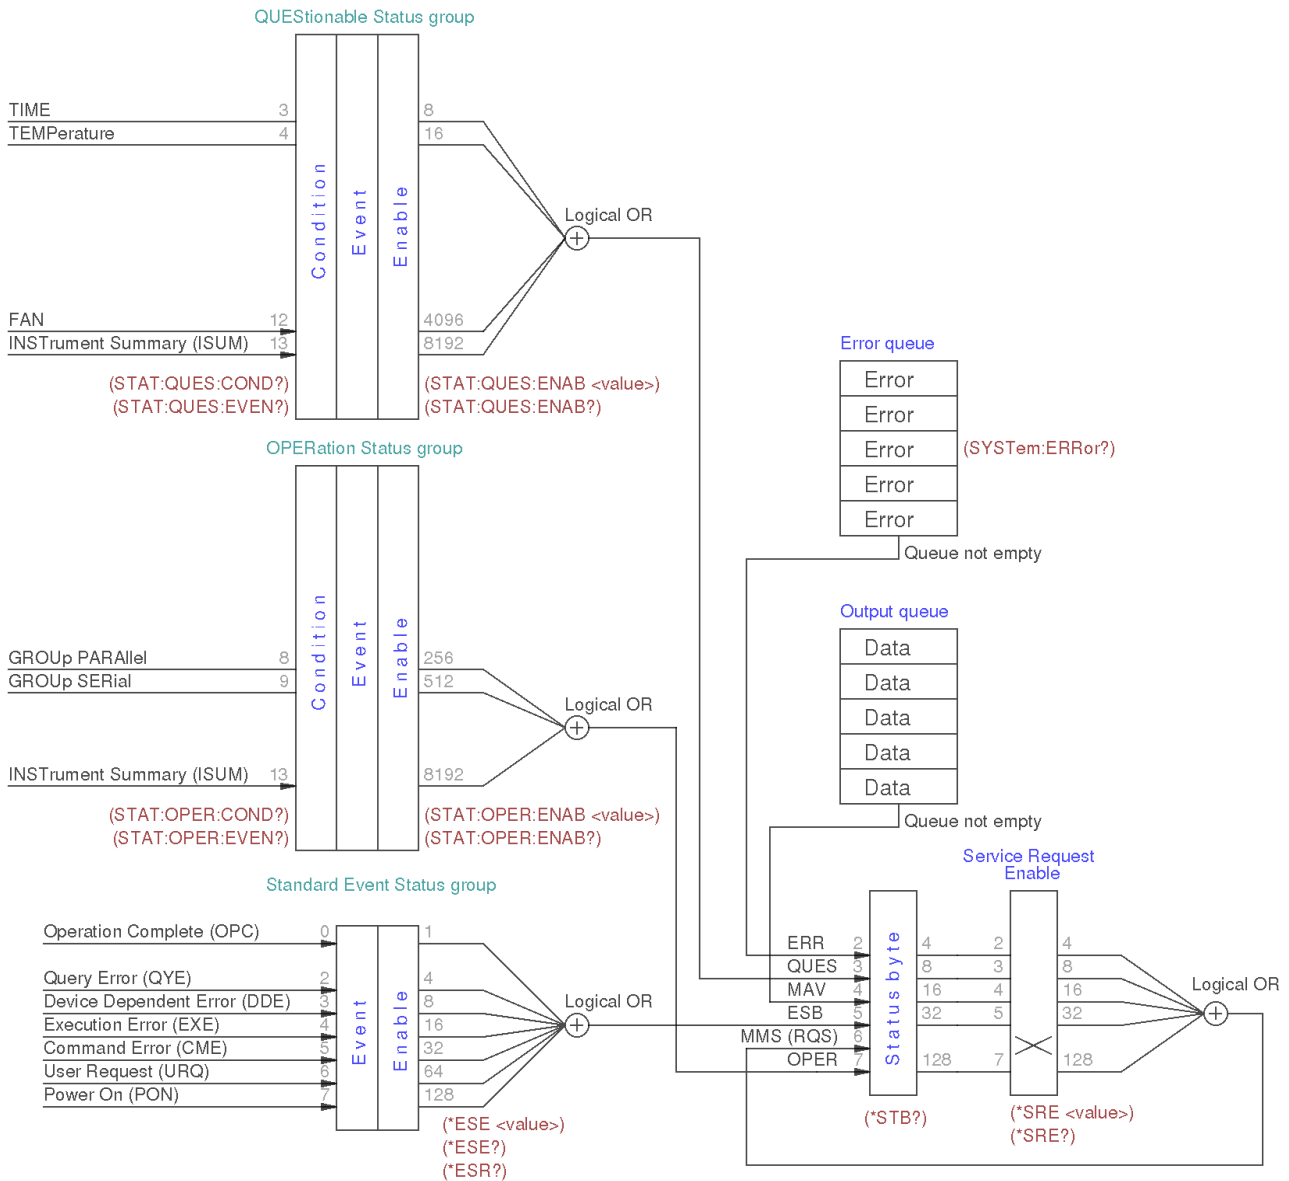 QUEStionable Status group
TIME 3 8
TEMPerature 4 16
Condition
Event
Enable
Logical OR
FAN 12 4096
INSTrument Summary (ISUM) 13 8192
(STAT:QUES:COND?) (STAT:QUES:ENAB <value>)
(STAT:QUES:EVEN?) (STAT:QUES:ENAB?)
OPERation Status group
Condition
Event
Enable
GROUp PARAllel 8 256
GROUp SERial 9 512
Logical OR
INSTrument Summary (ISUM) 13 8192
(STAT:OPER:COND?) (STAT:OPER:ENAB <value>)
(STAT:OPER:EVEN?) (STAT:OPER:ENAB?)
Standard Event Status group
Operation Complete (OPC) 0 1
Query Error (QYE) 2 4
Device Dependent Error (DDE) 3 8
Execution Error (EXE) 4 16
Command Error (CME) 5 32
User Request (URQ) 6 64
Power On (PON) 7 128
Event
Enable
Logical OR
(*ESE <value>)
(*ESE?)
(*ESR?)
Error queue
Error
Error
Error
Error
Error
(SYSTem:ERRor?)
Queue not empty
Output queue
Data
Data
Data
Data
Data
Queue not empty
Service Request
Enable
ERR 2 4 2 4
QUES 3 8 3 8
MAV 4 16 4 16
ESB 5 32 5 32
MMS (RQS) 6
OPER 7 128 7 128
Status byte
Logical OR
(*STB?)
(*SRE <value>)
(*SRE?)